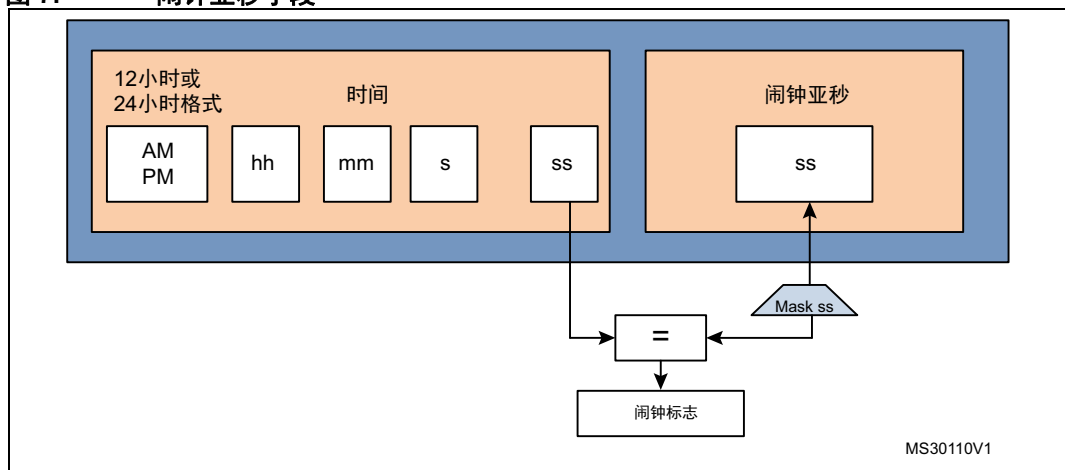 12小时或
24小时格式
时间
闹钟亚秒
AM
PM
hh
mm
s
ss
ss
Mask ss
=
闹钟标志
MS30110V1